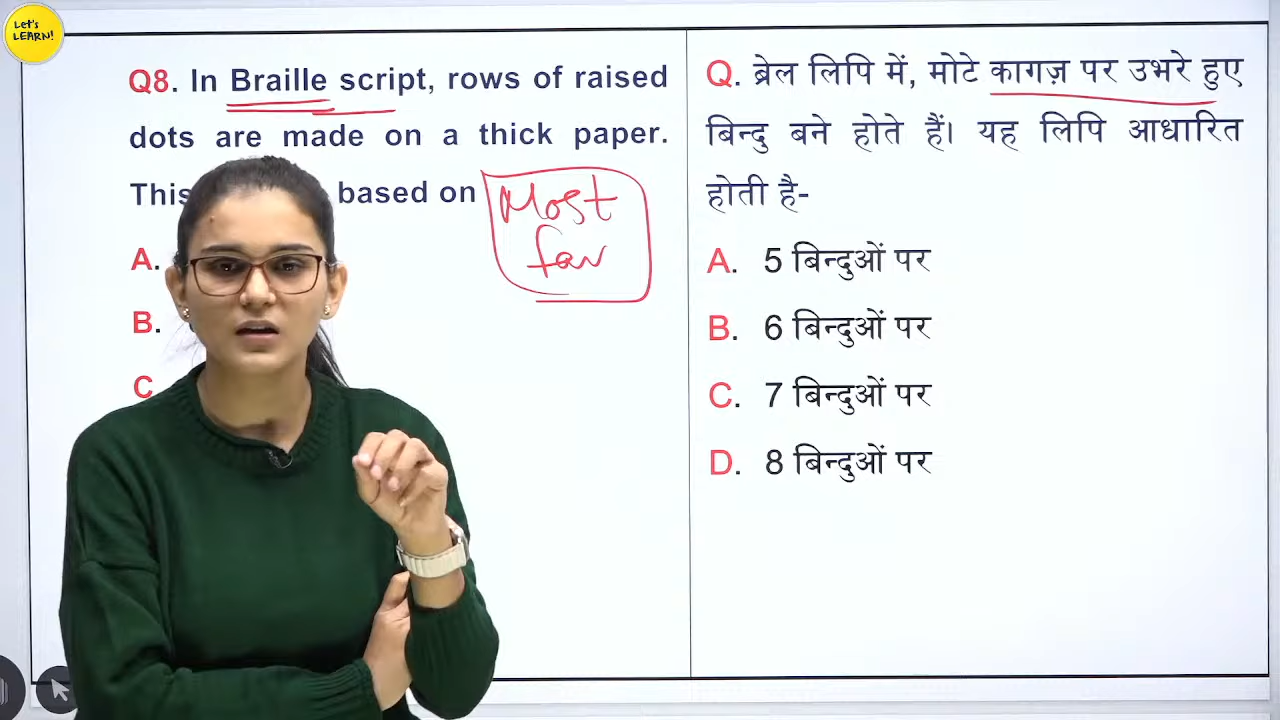 Let's
LEARN!
Q8. In Braille script, rows of raised
dots are made on a thick paper.
This based on
Most
fav
A.
B.
C
Q. ब्रेल लिपि में, मोटे कागज़ पर उभरे हुए
बिन्दु बने होते हैं। यह लिपि आधारित
होती है-
A. 5 बिन्दुओं पर
B. 6 बिन्दुओं पर
C. 7 बिन्दुओं पर
D. 8 बिन्दुओं पर